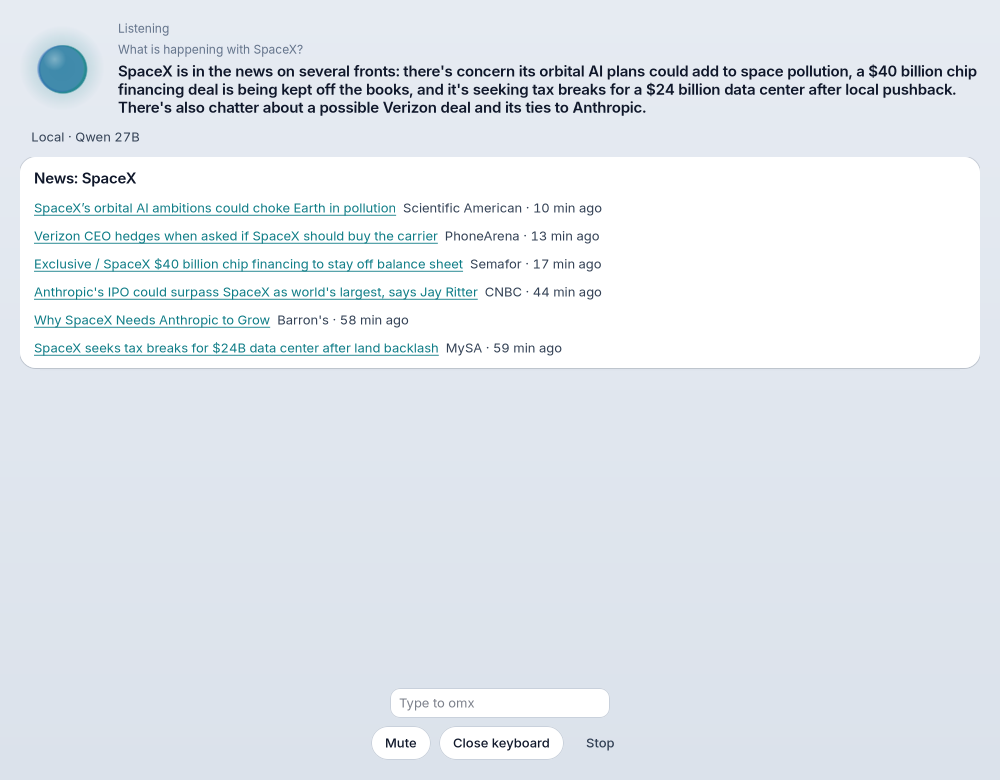 Listening
What is happening with SpaceX?
SpaceX is in the news on several fronts: there's concern its orbital AI plans could add to space pollution, a $40 billion chip
financing deal is being kept off the books, and it's seeking tax breaks for a $24 billion data center after local pushback.
There's also chatter about a possible Verizon deal and its ties to Anthropic.
Local · Qwen 27B
News: SpaceX
SpaceX’s orbital AI ambitions could choke Earth in pollution Scientific American · 10 min ago
Verizon CEO hedges when asked if SpaceX should buy the carrier PhoneArena · 13 min ago
Exclusive / SpaceX $40 billion chip financing to stay off balance sheet Semafor · 17 min ago
Anthropic's IPO could surpass SpaceX as world's largest, says Jay Ritter CNBC · 44 min ago
Why SpaceX Needs Anthropic to Grow Barron's · 58 min ago
SpaceX seeks tax breaks for $24B data center after land backlash MySA · 59 min ago
Type to omx
Mute Close keyboard Stop